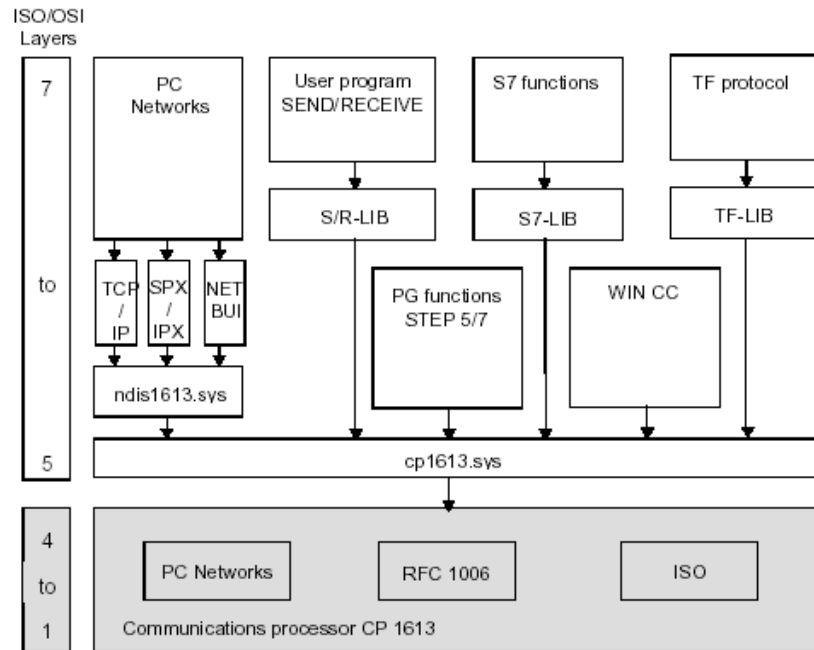 ISO/OSI
Layers
7
to
5
PC
Networks
User program
SEND/RECEIVE
S7 functions
TF protocol
S/R-LIB
S7-LIB
TF-LIB
TCP
/
IP
SPX
/
IPX
NET
BUI
PG functions
STEP 5/7
WIN CC
ndis1613.sys
cp1613.sys
4
to
1
PC Networks
RFC 1006
ISO
Communications processor CP 1613